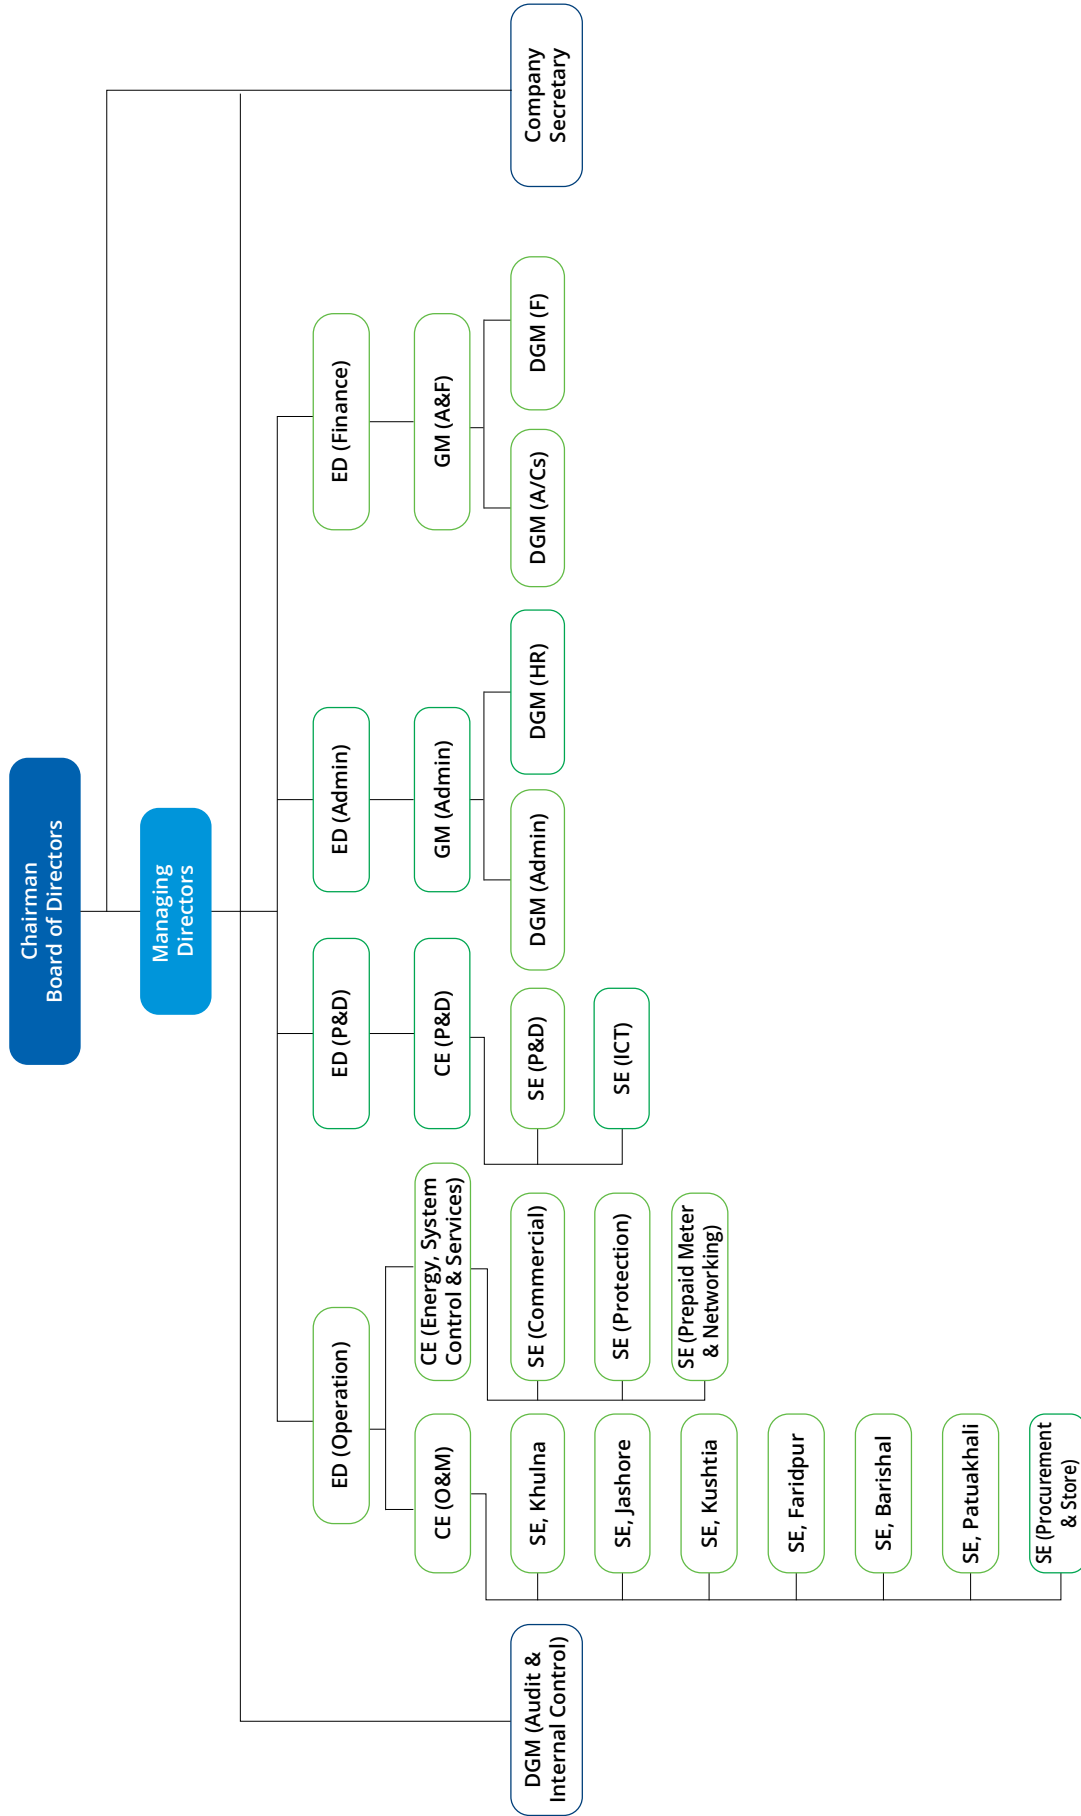 Chairman
Board of Directors
Managing
Directors
DGM (Audit &
Internal Control)
Company
Secretary
ED (Operation)
ED (P&D)
ED (Admin)
ED (Finance)
CE (O&M)
CE (Energy, System
Control & Services)
CE (P&D)
GM (Admin)
GM (A&F)
SE, Khulna
SE, Jashore
SE, Kushtia
SE, Faridpur
SE, Barishal
SE, Patuakhali
SE (Procurement
& Store)
SE (Commercial)
SE (Protection)
SE (Prepaid Meter
& Networking)
SE (P&D)
SE (ICT)
DGM (Admin)
DGM (HR)
DGM (A/Cs)
DGM (F)